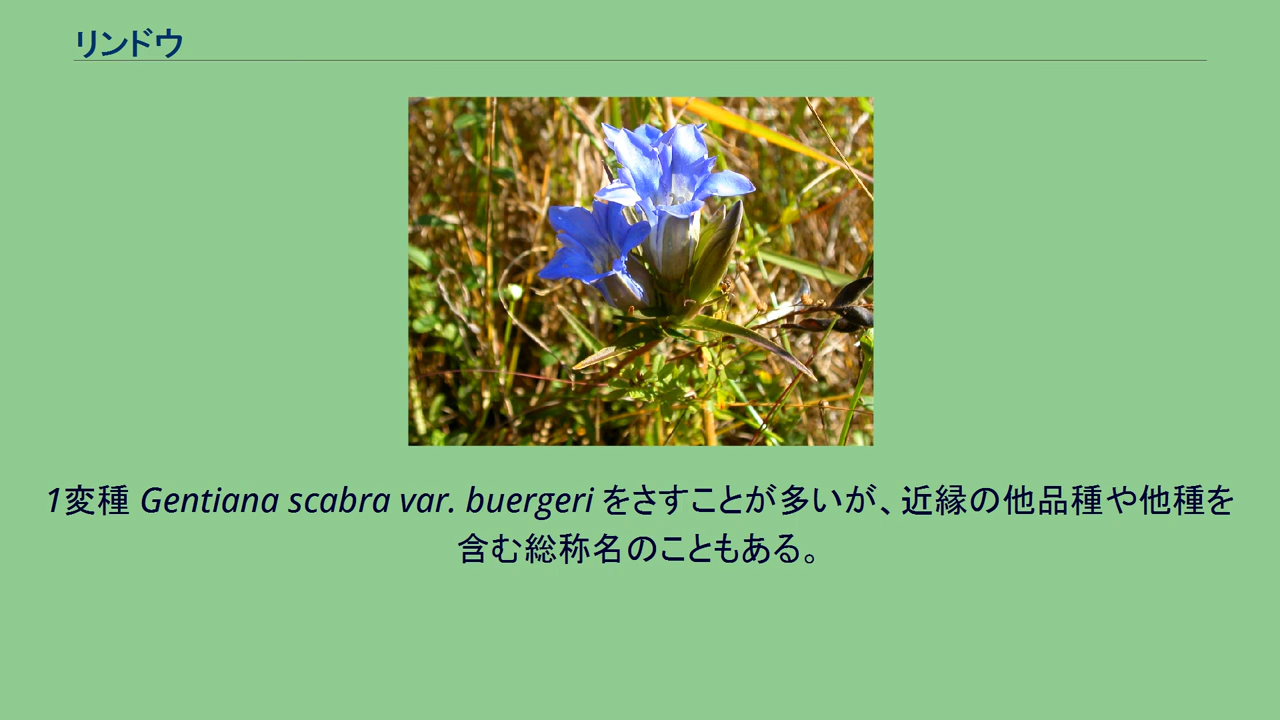 リンドウ
1変種 Gentiana scabra var. buergeri をさすことが多いが、近縁の他品種や他種を
含む総称名のこともある。